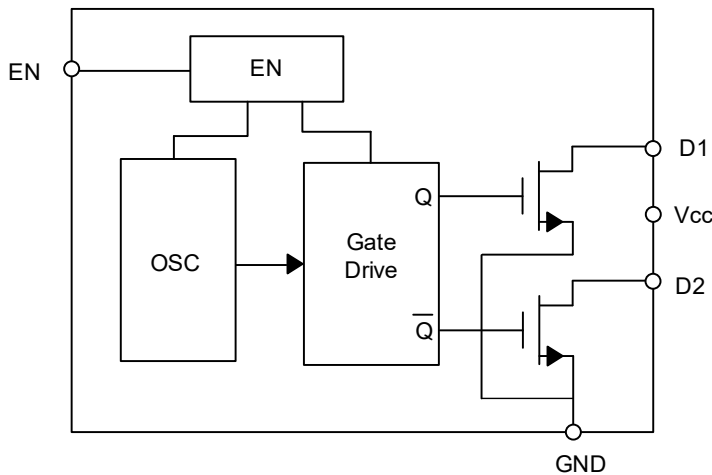 EN
EN
D1
Q
Vcc
OSC
Gate
Drive
D2
Q̅
GND